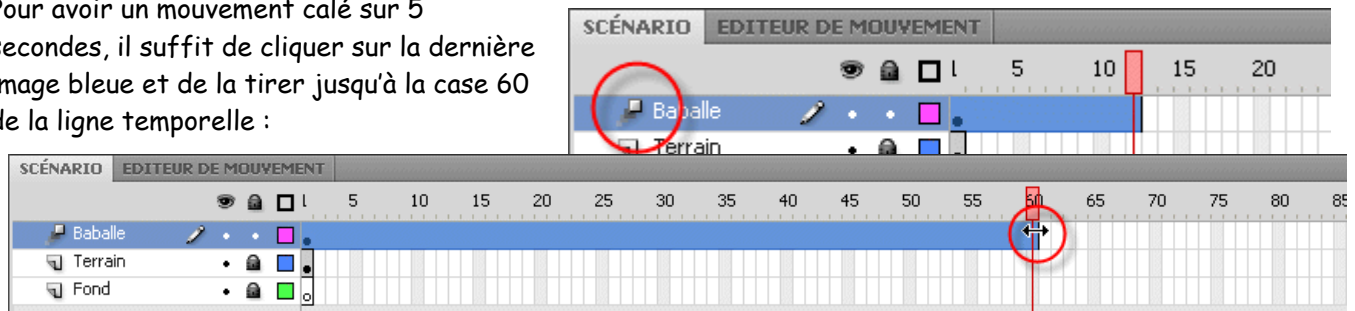 Pour avoir un mouvement calé sur 5
secondes, il suffit de cliquer sur la dernière
image bleue et de la tirer jusqu'à la case 60
de la ligne temporelle :
SCÉNARIO EDITEUR DE MOUVEMENT
1 5 10 15 20
Baballe
Terrain
SCÉNARIO EDITEUR DE MOUVEMENT
1 5 10 15 20 25 30 35 40 45 50 55 60 65 70 75 80 85
Baballe
Terrain
Fond